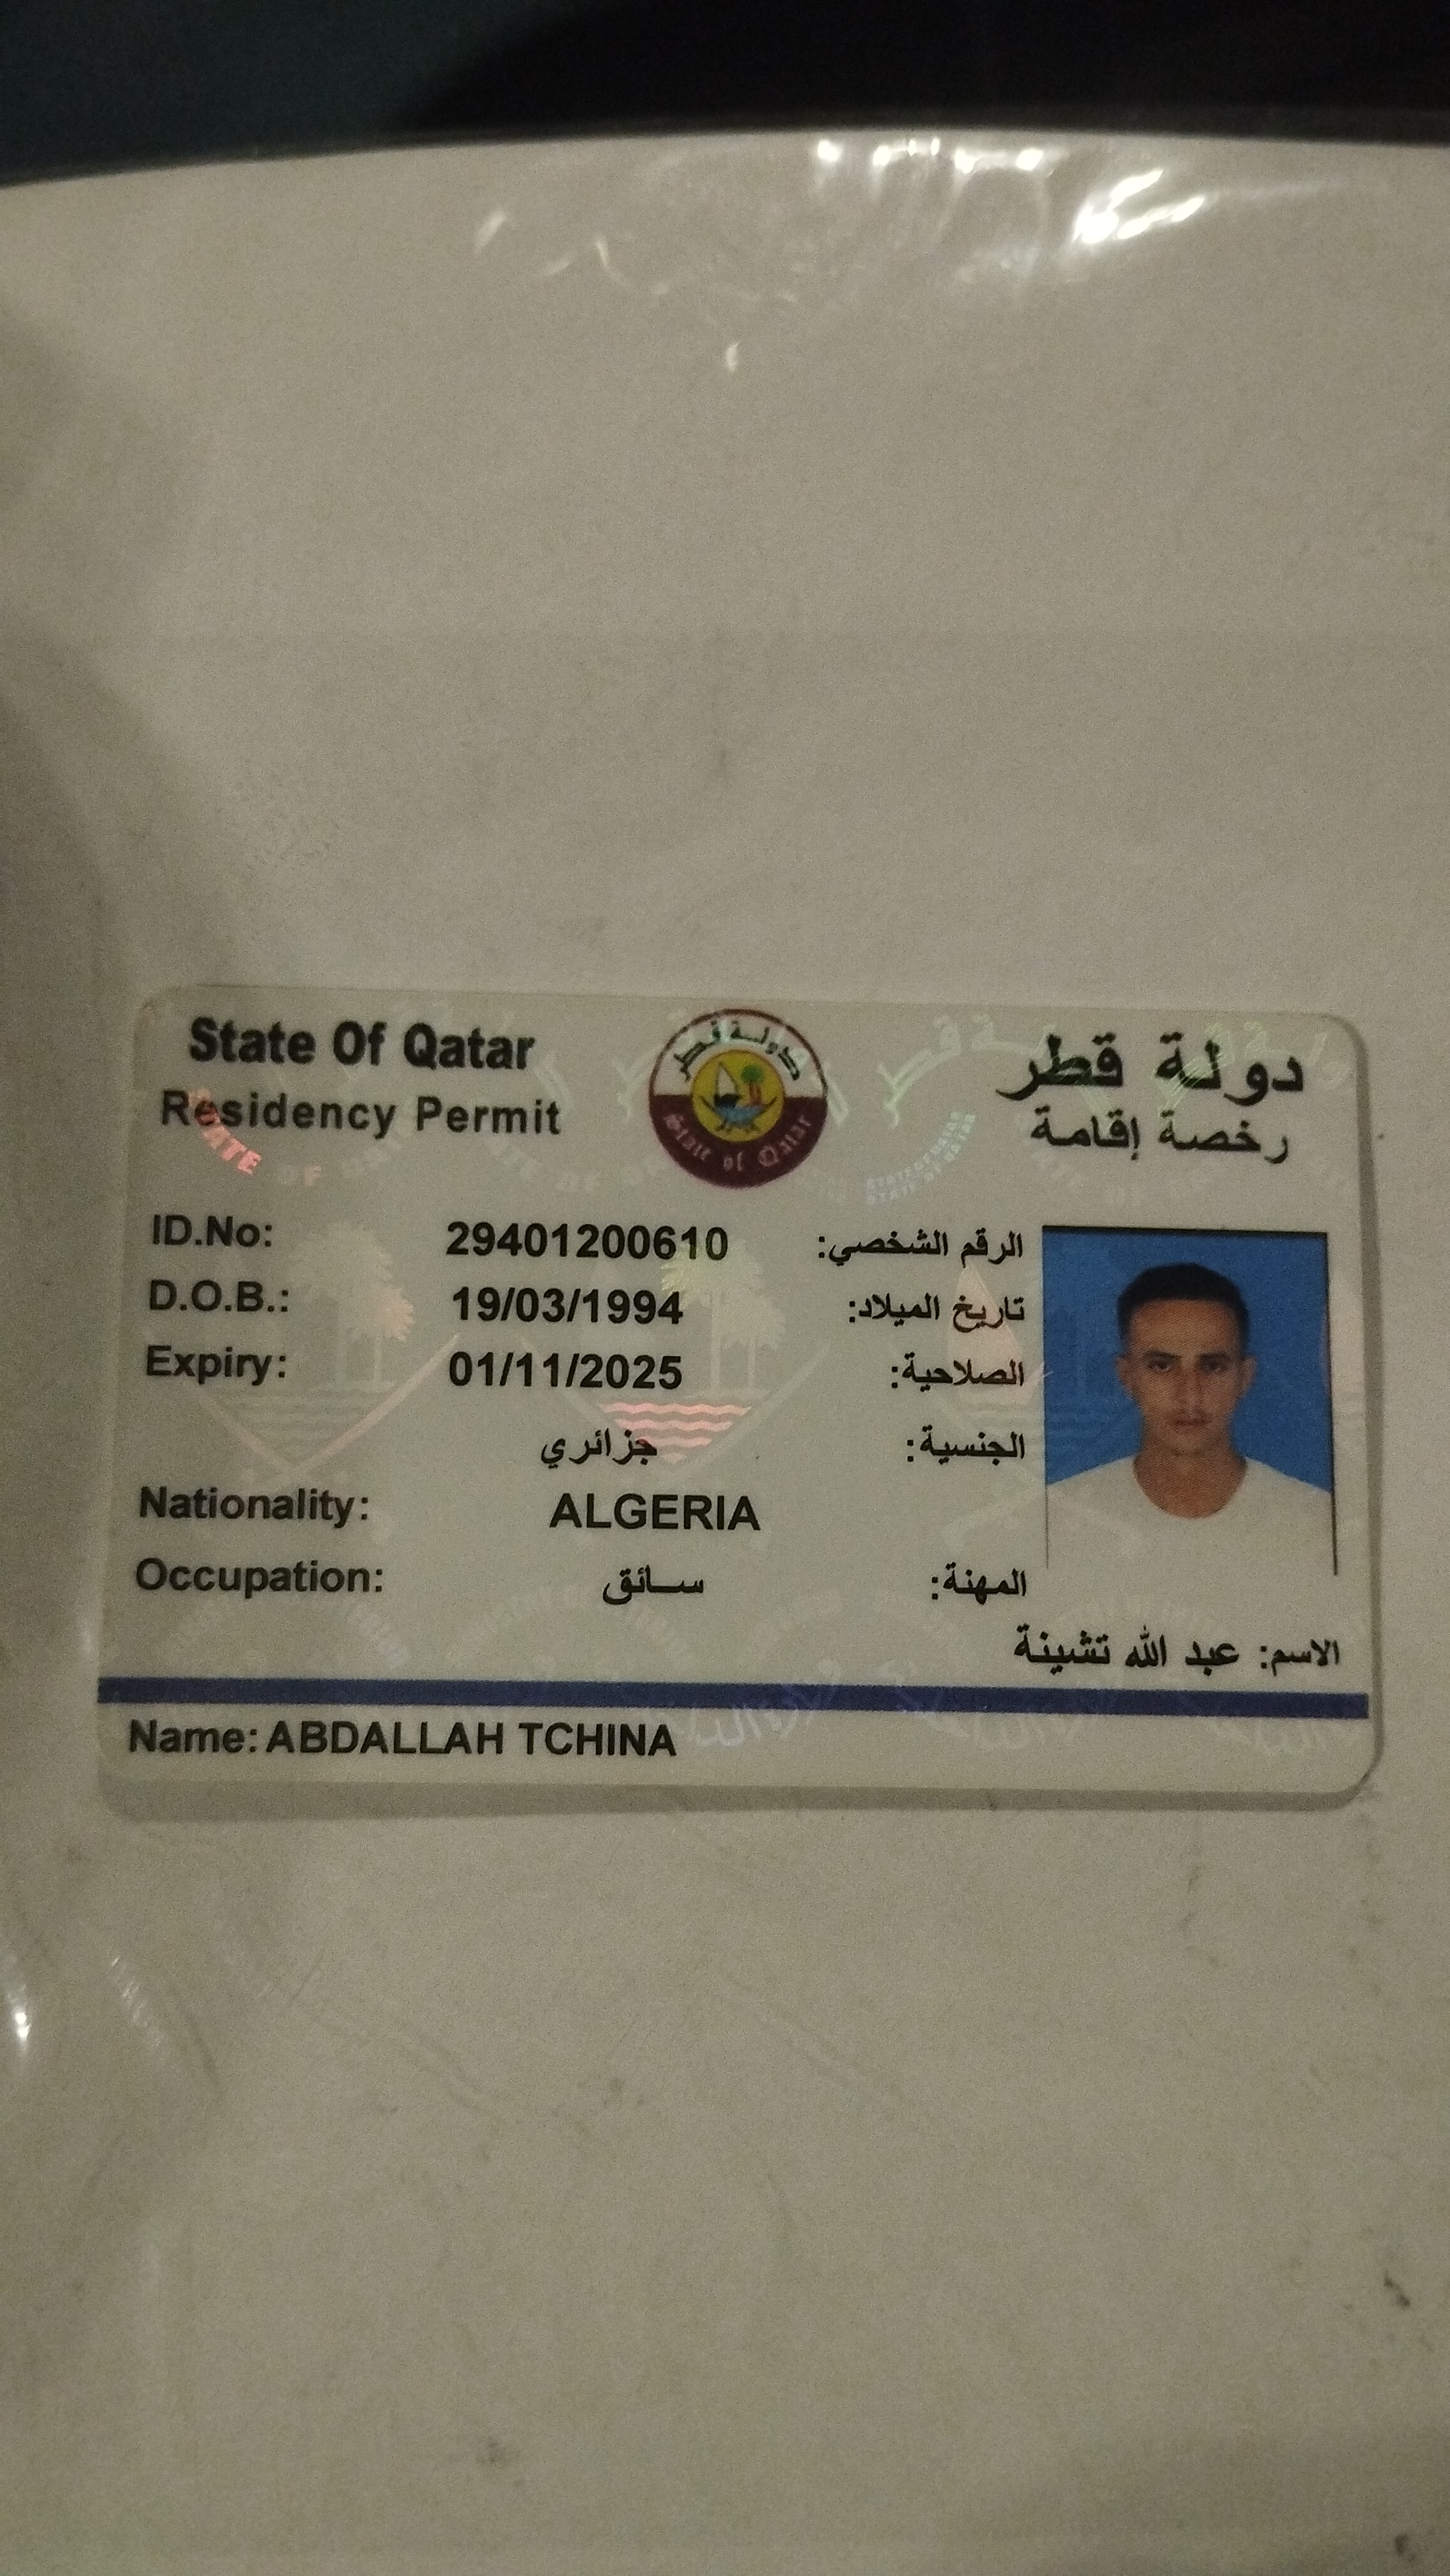 State Of Qatar
دولة قطر
Residency Permit
رخصة إقامة
دولة قطر
State of Qatar
ID.No: 29401200610 الرقم الشخصي:
D.O.B.: 19/03/1994 تاريخ الميلاد:
Expiry: 01/11/2025 الصلاحية:
جزائري الجنسية:
Nationality: ALGERIA
Occupation: سائق المهنة:
الاسم: عبد الله تشينة
Name: ABDALLAH TCHINA